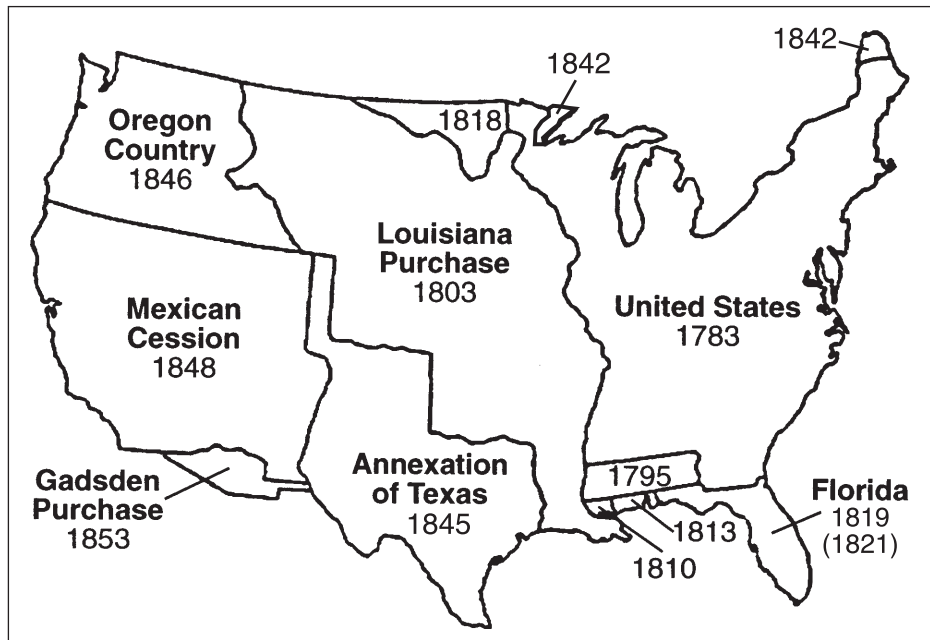 1842
1842
1818
Oregon
Country
1846
Louisiana
Purchase
1803
United States
1783
Mexican
Cession
1848
Gadsden
Purchase
1853
Annexation
of Texas
1845
1795
1813
1810
Florida
1819
(1821)